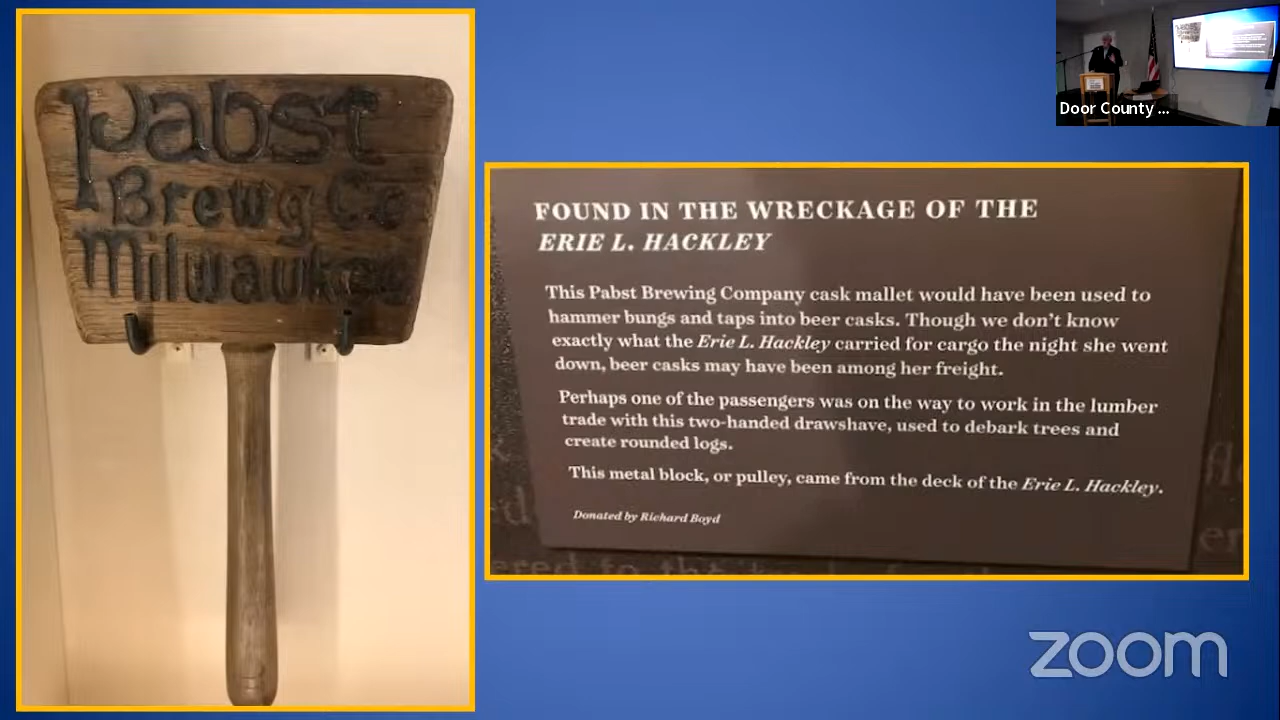 Pabst
Brewg Co
Milwaukee
Door County ...
FOUND IN THE WRECKAGE OF THE
ERIE L. HACKLEY
This Pabst Brewing Company cask mallet would have been used to
hammer bungs and taps into beer casks. Though we don't know
exactly what the Erie L. Hackley carried for cargo the night she went
down, beer casks may have been among her freight.
Perhaps one of the passengers was on the way to work in the lumber
trade with this two-handed drawshave, used to debark trees and
create rounded logs.
This metal block, or pulley, came from the deck of the Erie L. Hackley.
Donated by Richard Boyd
zoom